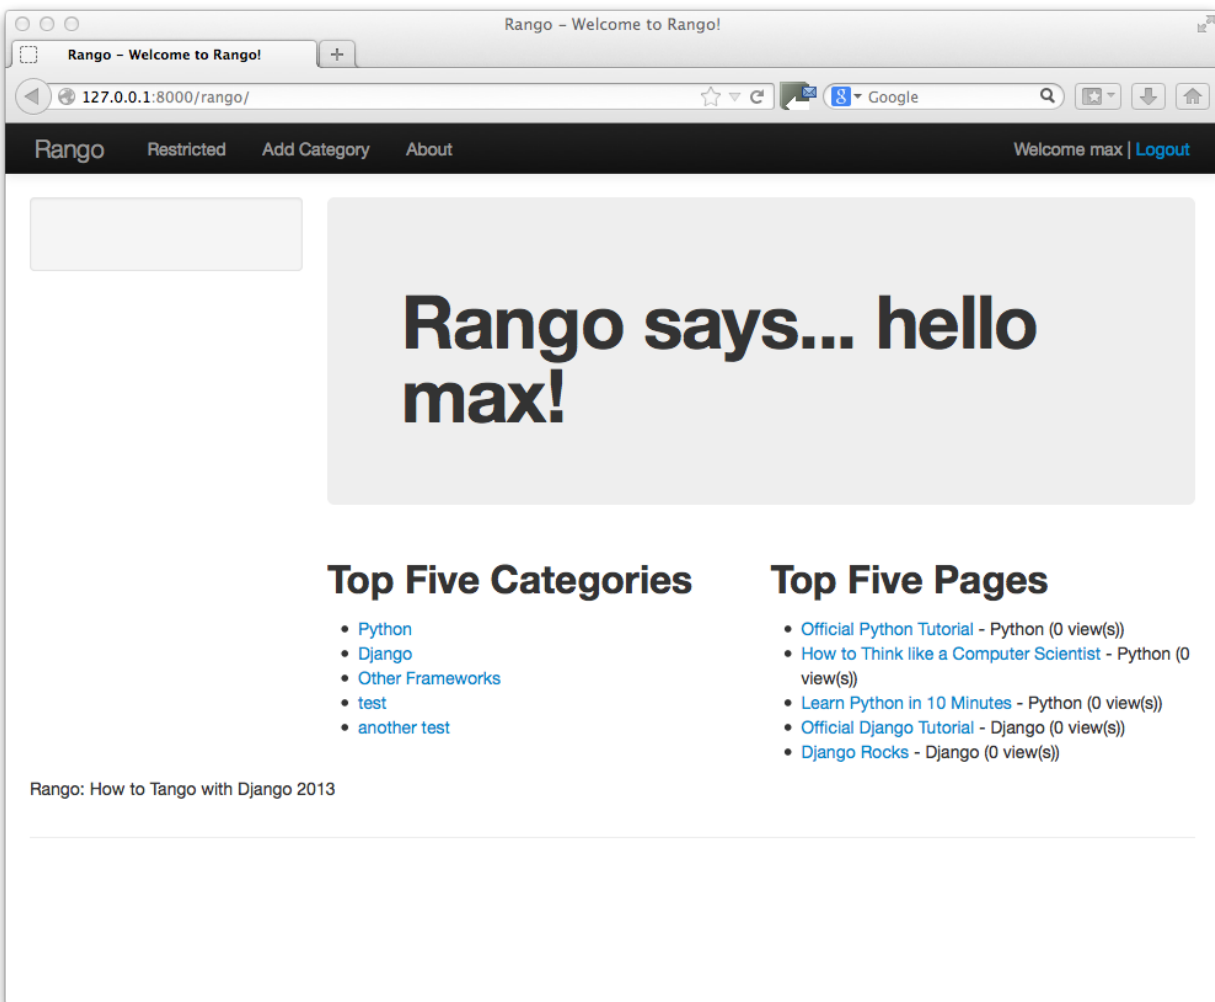 Rango – Welcome to Rango!
Rango – Welcome to Rango!
127.0.0.1:8000/rango/
8
Google
Rango Restricted Add Category About Welcome max | Logout
Rango says... hello
max!
Top Five Categories
Python
Django
Other Frameworks
test
another test
Top Five Pages
Official Python Tutorial - Python (0 view(s))
How to Think like a Computer Scientist - Python (0
view(s))
Learn Python in 10 Minutes - Python (0 view(s))
Official Django Tutorial - Django (0 view(s))
Django Rocks - Django (0 view(s))
Rango: How to Tango with Django 2013